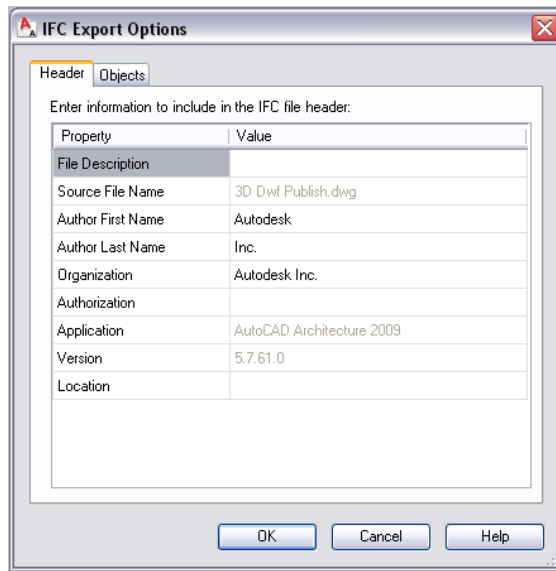 IFC Export Options
Header Objects
Enter information to include in the IFC file header:
Property Value
File Description
Source File Name 3D Dwf Publish.dwg
Author First Name Autodesk
Author Last Name Inc.
Organization Autodesk Inc.
Authorization
Application AutoCAD Architecture 2009
Version 5.7.61.0
Location
OK Cancel Help